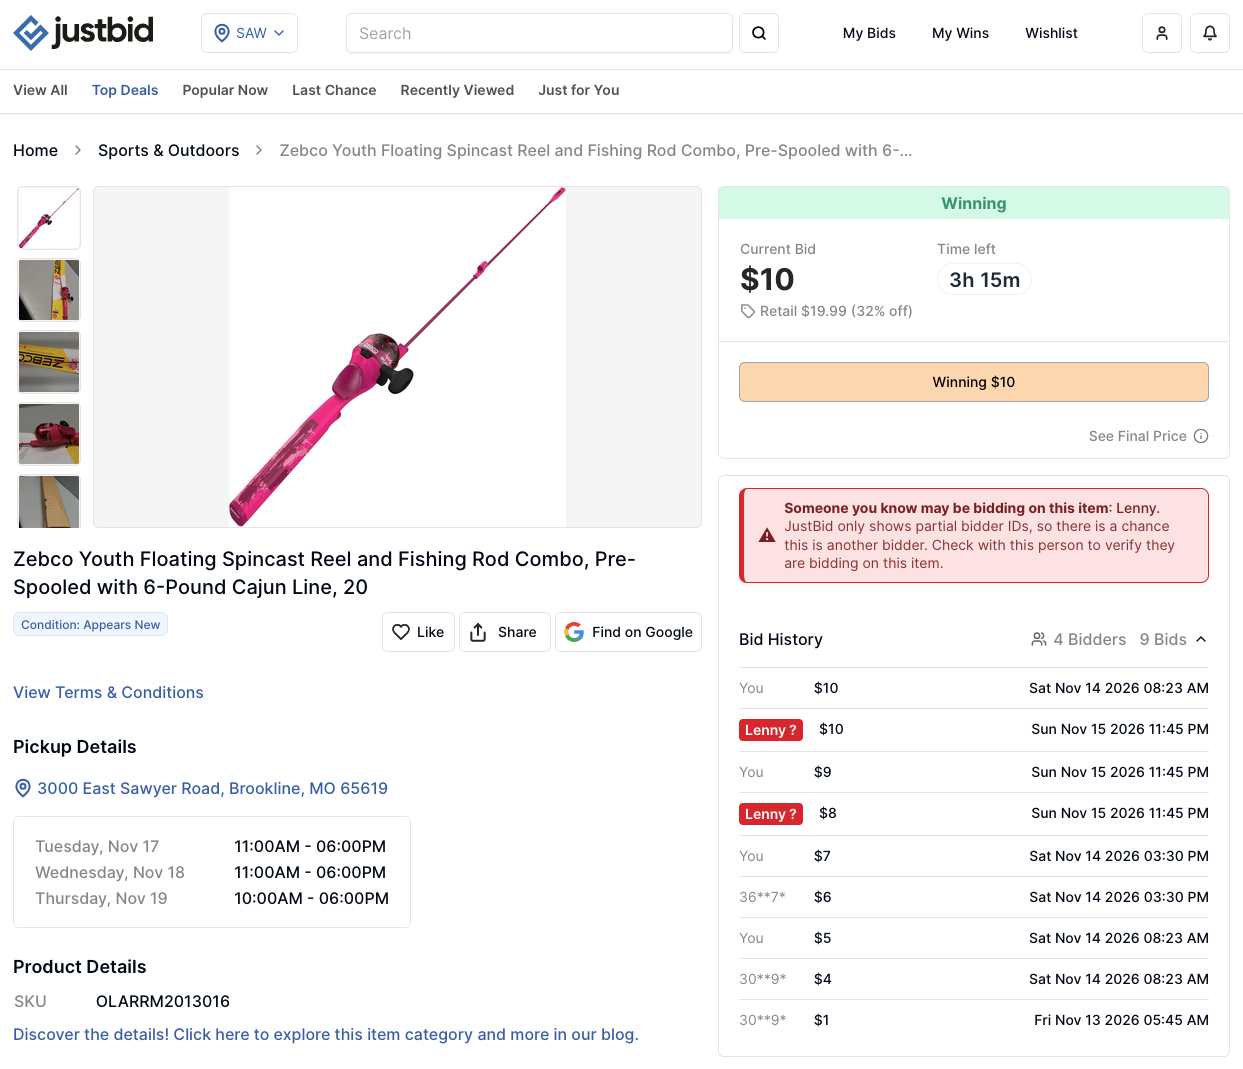 justbid
SAW
Search
My Bids
My Wins
Wishlist
View All
Top Deals
Popular Now
Last Chance
Recently Viewed
Just for You
Home > Sports & Outdoors > Zebco Youth Floating Spincast Reel and Fishing Rod Combo, Pre-Spooled with 6-...
ZEBCO
Zebco Youth Floating Spincast Reel and Fishing Rod Combo, Pre-
Spooled with 6-Pound Cajun Line, 20
Condition: Appears New
Like
Share
Find on Google
View Terms & Conditions
Pickup Details
3000 East Sawyer Road, Brookline, MO 65619
Tuesday, Nov 17 11:00AM - 06:00PM
Wednesday, Nov 18 11:00AM - 06:00PM
Thursday, Nov 19 10:00AM - 06:00PM
Product Details
SKU OLARRM2013016
Discover the details! Click here to explore this item category and more in our blog.
Winning
Current Bid
$10
Retail $19.99 (32% off)
Time left
3h 15m
Winning $10
See Final Price
Someone you know may be bidding on this item: Lenny.
JustBid only shows partial bidder IDs, so there is a chance
this is another bidder. Check with this person to verify they
are bidding on this item.
Bid History
4 Bidders 9 Bids
You $10 Sat Nov 14 2026 08:23 AM
Lenny ? $10 Sun Nov 15 2026 11:45 PM
You $9 Sun Nov 15 2026 11:45 PM
Lenny ? $8 Sun Nov 15 2026 11:45 PM
You $7 Sat Nov 14 2026 03:30 PM
36**7* $6 Sat Nov 14 2026 03:30 PM
You $5 Sat Nov 14 2026 08:23 AM
30**9* $4 Sat Nov 14 2026 08:23 AM
30**9* $1 Fri Nov 13 2026 05:45 AM